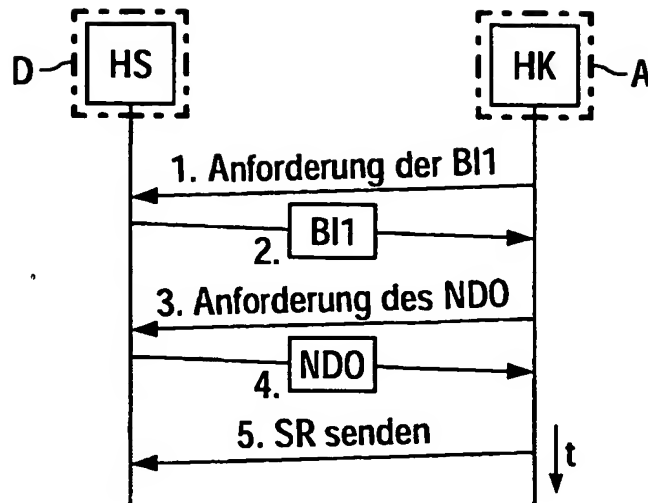 D HS HK A
1. Anforderung der BI1
2. BI1
3. Anforderung des NDO
4. NDO
5. SR senden
t